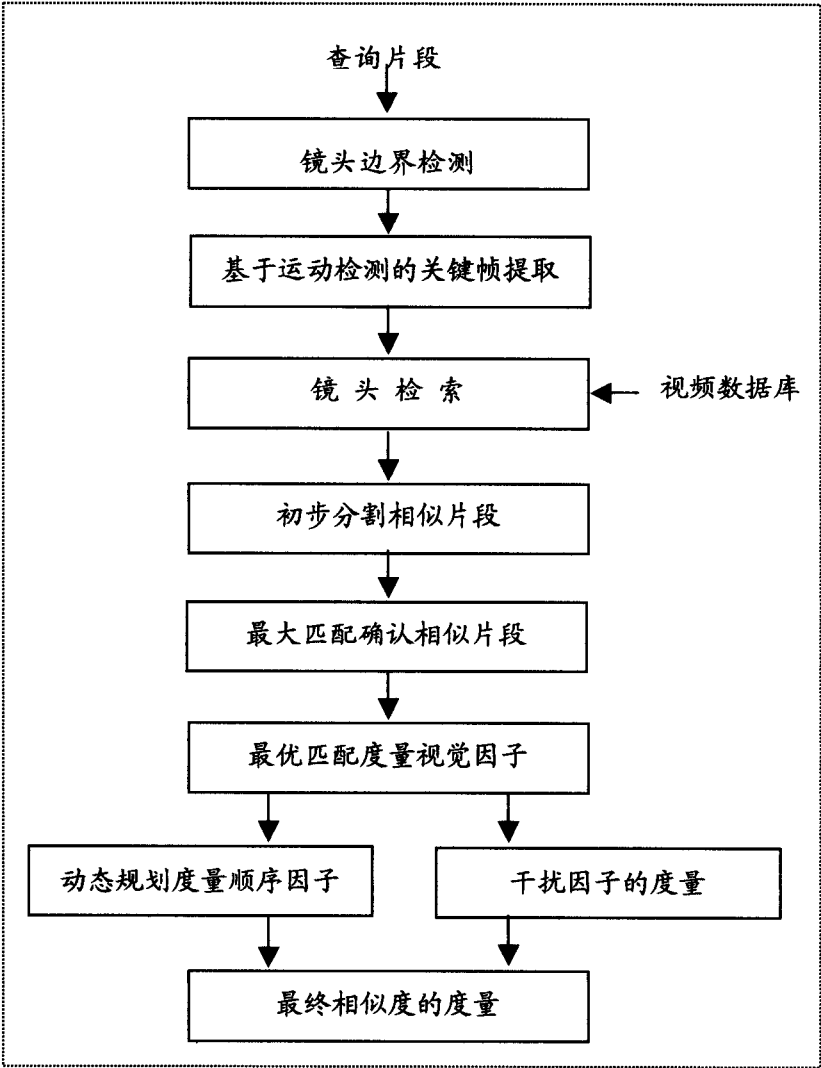 查询片段
镜头边界检测
基于运动检测的关键帧提取
镜 头 检 索
视频数据库
初步分割相似片段
最大匹配确认相似片段
最优匹配度量视觉因子
动态规划度量顺序因子
干扰因子的度量
最终相似度的度量